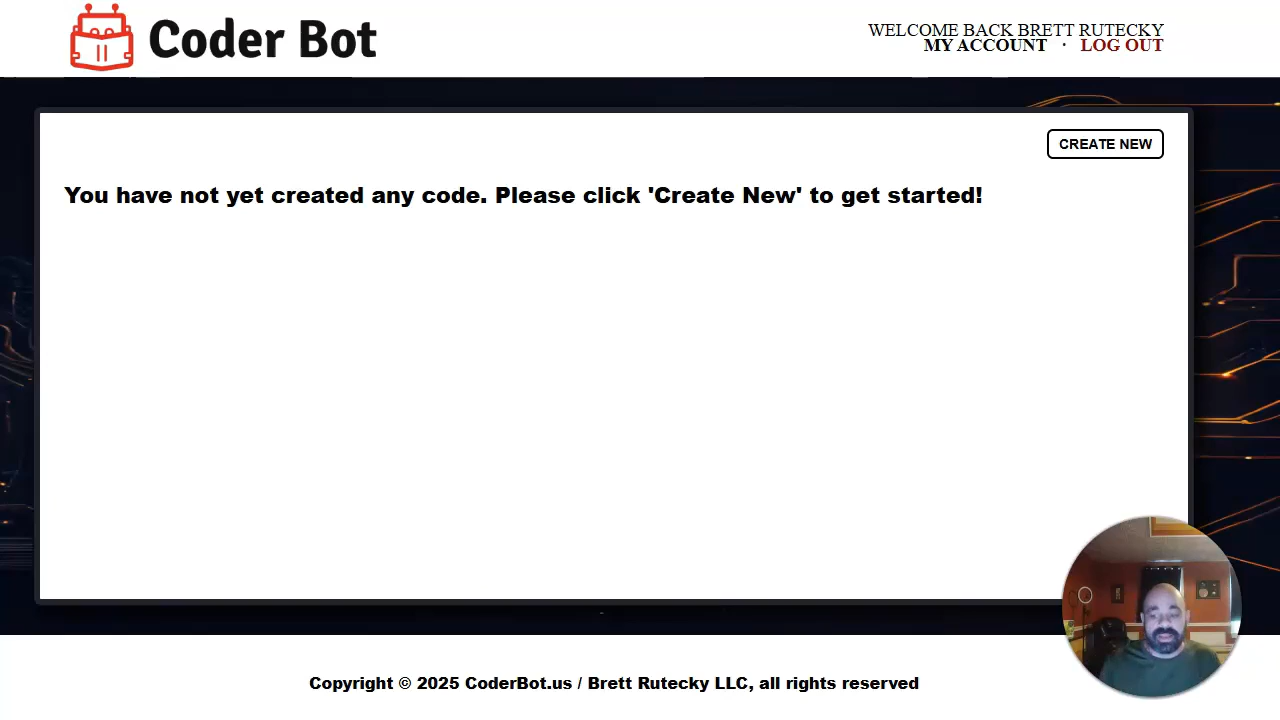 Coder Bot
WELCOME BACK BRETT RUTECKY
MY ACCOUNT · LOG OUT
CREATE NEW
You have not yet created any code. Please click 'Create New' to get started!
Copyright © 2025 CoderBot.us / Brett Rutecky LLC, all rights reserved